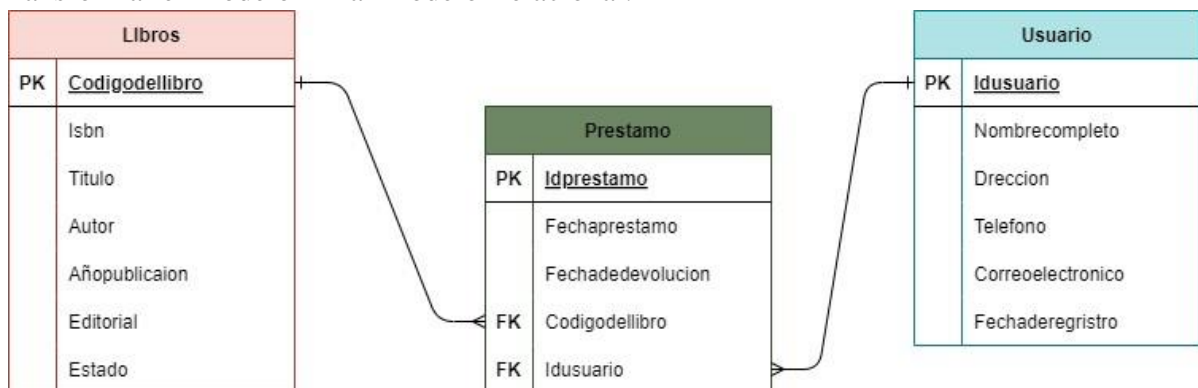 LIbros
PK Codigodellibro
Isbn
Titulo
Autor
Añopublicaion
Editorial
Estado
Prestamo
PK Idprestamo
Fechaprestamo
Fechadedevolucion
FK Codigodellibro
FK Idusuario
Usuario
PK Idusuario
Nombrecompleto
Dreccion
Telefono
Correoelectronico
Fechaderegristro